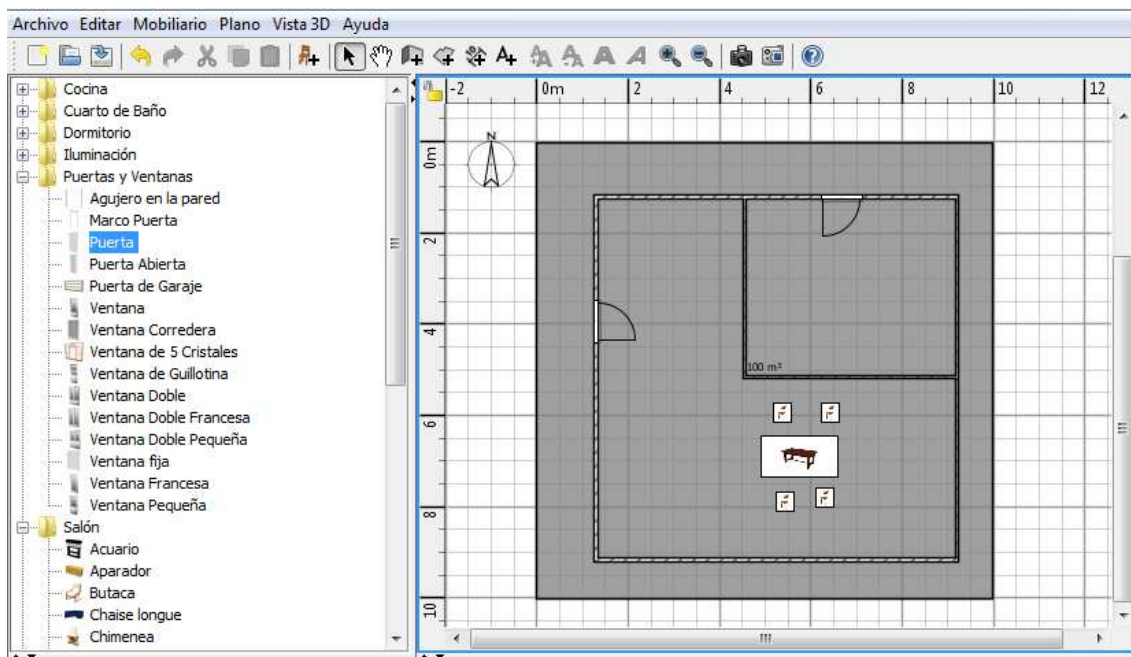 Archivo Editar Mobiliario Plano Vista 3D Ayuda
Cocina
Cuarto de Baño
Dormitorio
Iluminación
Puertas y Ventanas
Agujero en la pared
Marco Puerta
Puerta
Puerta Abierta
Puerta de Garaje
Ventana
Ventana Corredera
Ventana de 5 Cristales
Ventana de Guillotina
Ventana Doble
Ventana Doble Francesa
Ventana Doble Pequeña
Ventana fija
Ventana Francesa
Ventana Pequeña
Salón
Acuario
Aparador
Butaca
Chaise longue
Chimenea
-2 0m 2 4 6 8 10 12
N
0m
2
4
6
8
10
100 m²